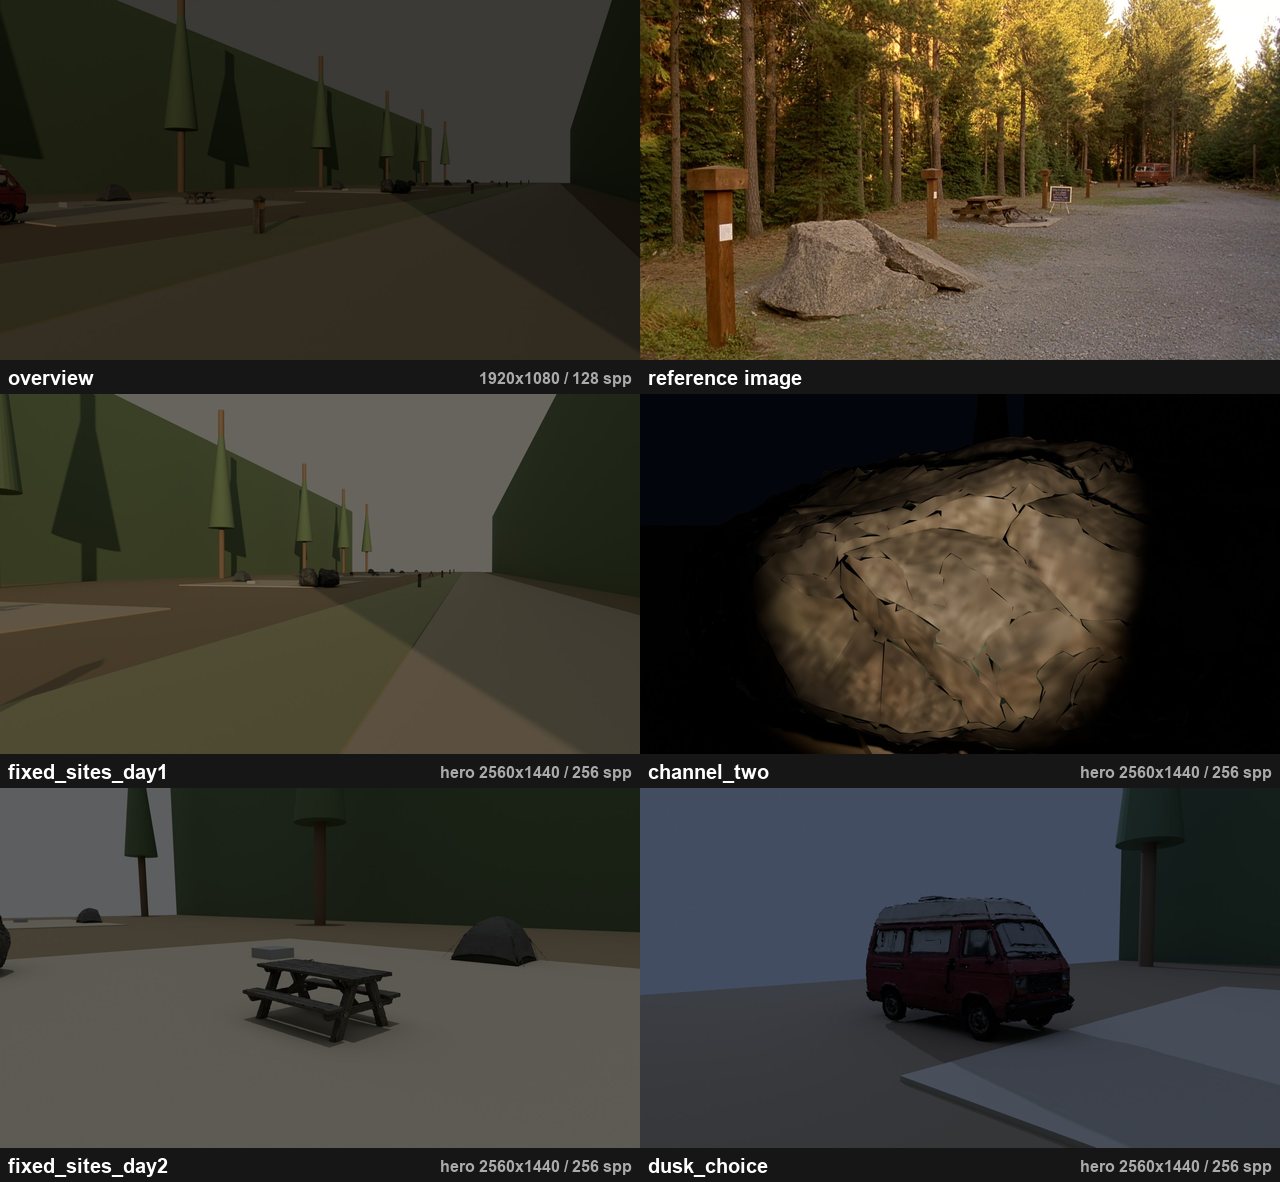 overview 1920x1080 / 128 spp
reference image
fixed_sites_day1 hero 2560x1440 / 256 spp
channel_two hero 2560x1440 / 256 spp
fixed_sites_day2 hero 2560x1440 / 256 spp
dusk_choice hero 2560x1440 / 256 spp